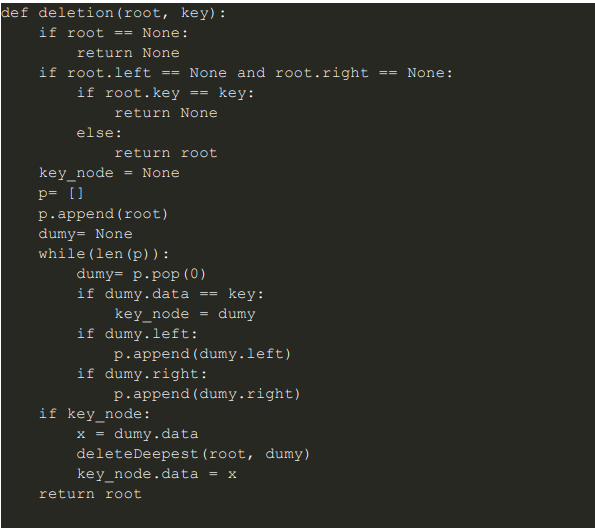 def deletion(root, key):
    if root == None:
        return None
    if root.left == None and root.right == None:
        if root.key == key:
            return None
        else:
            return root
    key_node = None
    p= []
    p.append(root)
    dumy= None
    while(len(p)):
        dumy= p.pop(0)
        if dumy.data == key:
            key_node = dumy
        if dumy.left:
            p.append(dumy.left)
        if dumy.right:
            p.append(dumy.right)
    if key_node:
        x = dumy.data
        deleteDeepest(root, dumy)
        key_node.data = x
    return root